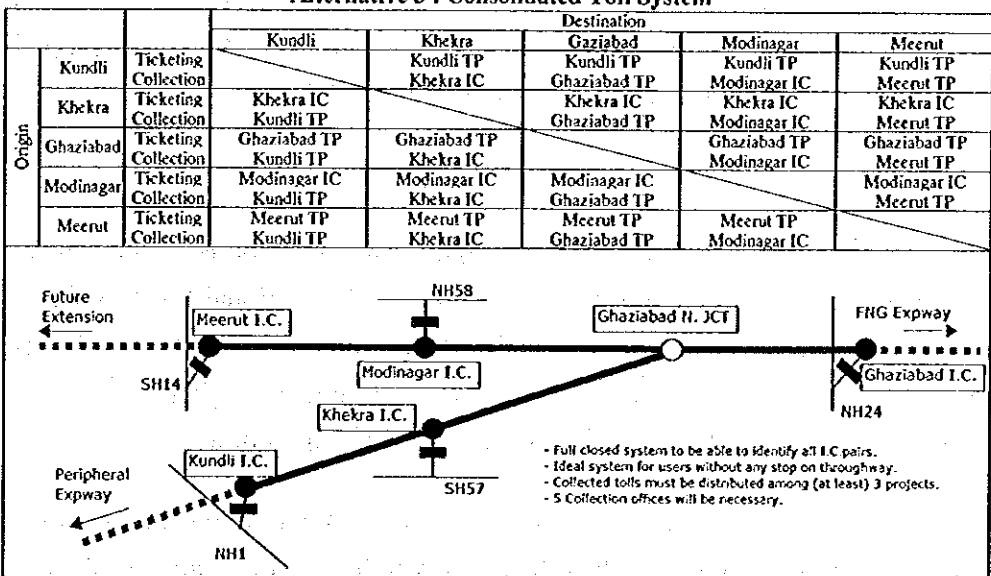 Alternative 3 : Consolidated Toll System
Destination
Kundli Khekra Gaziabad Modinagar Meerut
Origin
Kundli Ticketing Kundli TP Kundli TP Kundli TP Kundli TP
Collection Khekra IC Ghaziabad TP Modinagar IC Meerut TP
Khekra Ticketing Khekra IC Khekra IC Khekra IC Khekra IC
Collection Kundli TP Ghaziabad TP Modinagar IC Meerut TP
Ghaziabad Ticketing Ghaziabad TP Ghaziabad TP Ghaziabad TP Ghaziabad TP
Collection Kundli TP Khekra IC Modinagar IC Meerut TP
Modinagar Ticketing Modinagar IC Modinagar IC Modinagar IC Modinagar IC
Collection Kundli TP Khekra IC Ghaziabad TP Meerut TP
Meerut Ticketing Meerut TP Meerut TP Meerut TP Meerut TP
Collection Kundli TP Khekra IC Ghaziabad TP Modinagar IC
Future
Extension
Meerut I.C.
NH58
Ghaziabad N. JCT
FNG Expway
SH14
Modinagar I.C.
Ghaziabad I.C.
NH24
Khekra I.C.
Kundli I.C.
SH57
Peripheral
Expway
NH1
- Full closed system to be able to identify all I.C.pairs.
- Ideal system for users without any stop on throughway.
- Collected tolls must be distributed among (at least) 3 projects.
- 5 Collection offices will be necessary.